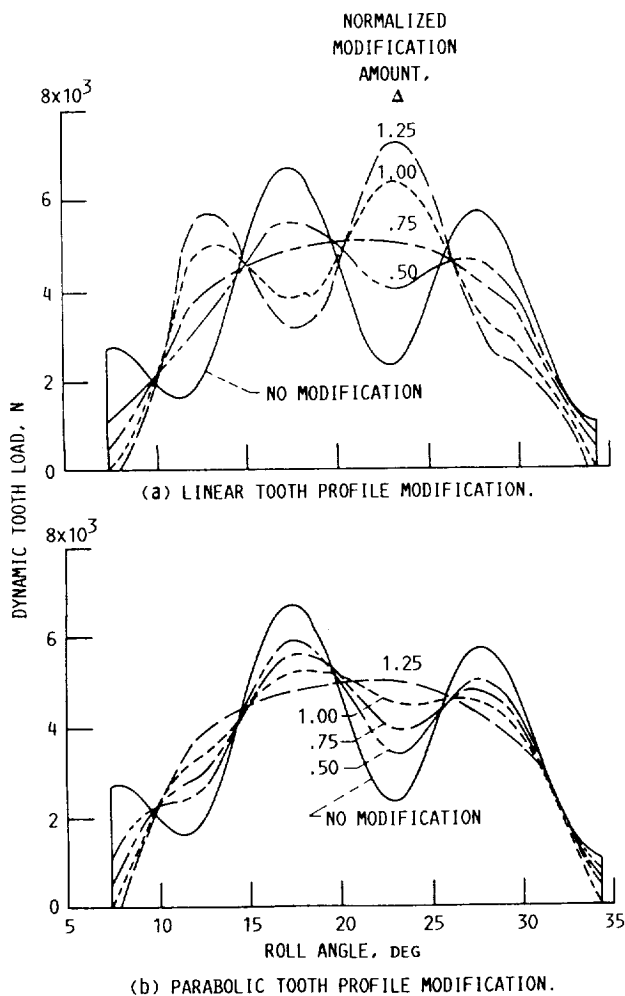 NORMALIZED
MODIFICATION
AMOUNT,
Δ
8x10³
6
4
2
0
1.25
1.00
.75
.50
NO MODIFICATION
(a) LINEAR TOOTH PROFILE MODIFICATION.
DYNAMIC TOOTH LOAD, N
8x10³
6
4
2
0
1.25
1.00
.75
.50
NO MODIFICATION
5 10 15 20 25 30 35
ROLL ANGLE, DEG
(b) PARABOLIC TOOTH PROFILE MODIFICATION.